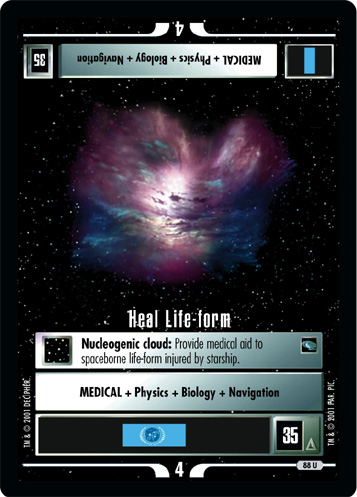 4
35
MEDICAL + Physics + Biology + Navigation
Heal Life-form
Nucleogenic cloud: Provide medical aid to
spaceborne life-form injured by starship.
MEDICAL + Physics + Biology + Navigation
35
TM & © 2001 DECIPHER.
TM & © 2001 PAR. PIC.
4
88 U